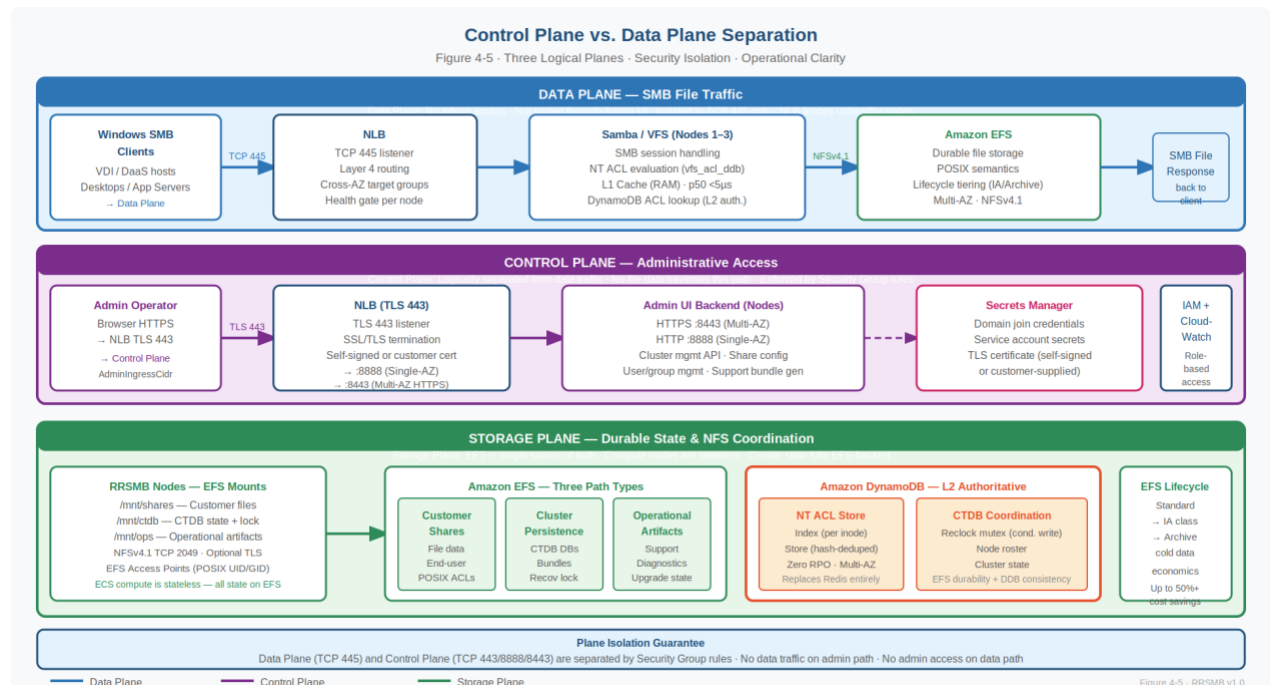 Control Plane vs. Data Plane Separation
Figure 4-5 · Three Logical Planes · Security Isolation · Operational Clarity
DATA PLANE — SMB File Traffic
Windows SMB
Clients
VDI / DaaS hosts
Desktops / App Servers
→ Data Plane
TCP 445
NLB
TCP 445 listener
Layer 4 routing
Cross-AZ target groups
Health gate per node
Samba / VFS (Nodes 1–3)
SMB session handling
NT ACL evaluation (vfs_acl_ddb)
L1 Cache (RAM) · p50 <5µs
DynamoDB ACL lookup (L2 auth.)
NFSv4.1
Amazon EFS
Durable file storage
POSIX semantics
Lifecycle tiering (IA/Archive)
Multi-AZ · NFSv4.1
SMB File
Response
back to
client
CONTROL PLANE — Administrative Access
Admin Operator
Browser HTTPS
→ NLB TLS 443
→ Control Plane
AdminIngressCidr
TLS 443
NLB (TLS 443)
TLS 443 listener
SSL/TLS termination
Self-signed or customer cert
→ :8888 (Single-AZ)
→ :8443 (Multi-AZ HTTPS)
Admin UI Backend (Nodes)
HTTPS :8443 (Multi-AZ)
HTTP :8888 (Single-AZ)
Cluster mgmt API · Share config
User/group mgmt · Support bundle gen
Secrets Manager
Domain join credentials
Service account secrets
TLS certificate (self-signed
or customer-supplied)
IAM +
Cloud-
Watch
Role-
based
access
STORAGE PLANE — Durable State & NFS Coordination
RRSMB Nodes — EFS Mounts
/mnt/shares — Customer files
/mnt/ctdb — CTDB state + lock
/mnt/ops — Operational artifacts
NFSv4.1 TCP 2049 · Optional TLS
EFS Access Points (POSIX UID/GID)
ECS compute is stateless — all state on EFS
Amazon EFS — Three Path Types
Customer
Shares
File data
End-user
POSIX ACLs
Cluster
Persistence
CTDB DBs
Bundles
Recov lock
Operational
Artifacts
Support
Diagnostics
Upgrade state
Amazon DynamoDB — L2 Authoritative
NT ACL Store
Index (per inode)
Store (hash-deduped)
Zero RPO · Multi-AZ
Replaces Redis entirely
CTDB Coordination
Reclock mutex (cond. write)
Node roster
Cluster state
EFS durability + DDB consistency
EFS Lifecycle
Standard
→ IA class
→ Archive
cold data
economics
Up to 50%+
cost savings
Plane Isolation Guarantee
Data Plane (TCP 445) and Control Plane (TCP 443/8888/8443) are separated by Security Group rules · No data traffic on admin path · No admin access on data path
Data Plane
Control Plane
Storage Plane
Figure 4-5 · RRSMB v1.0